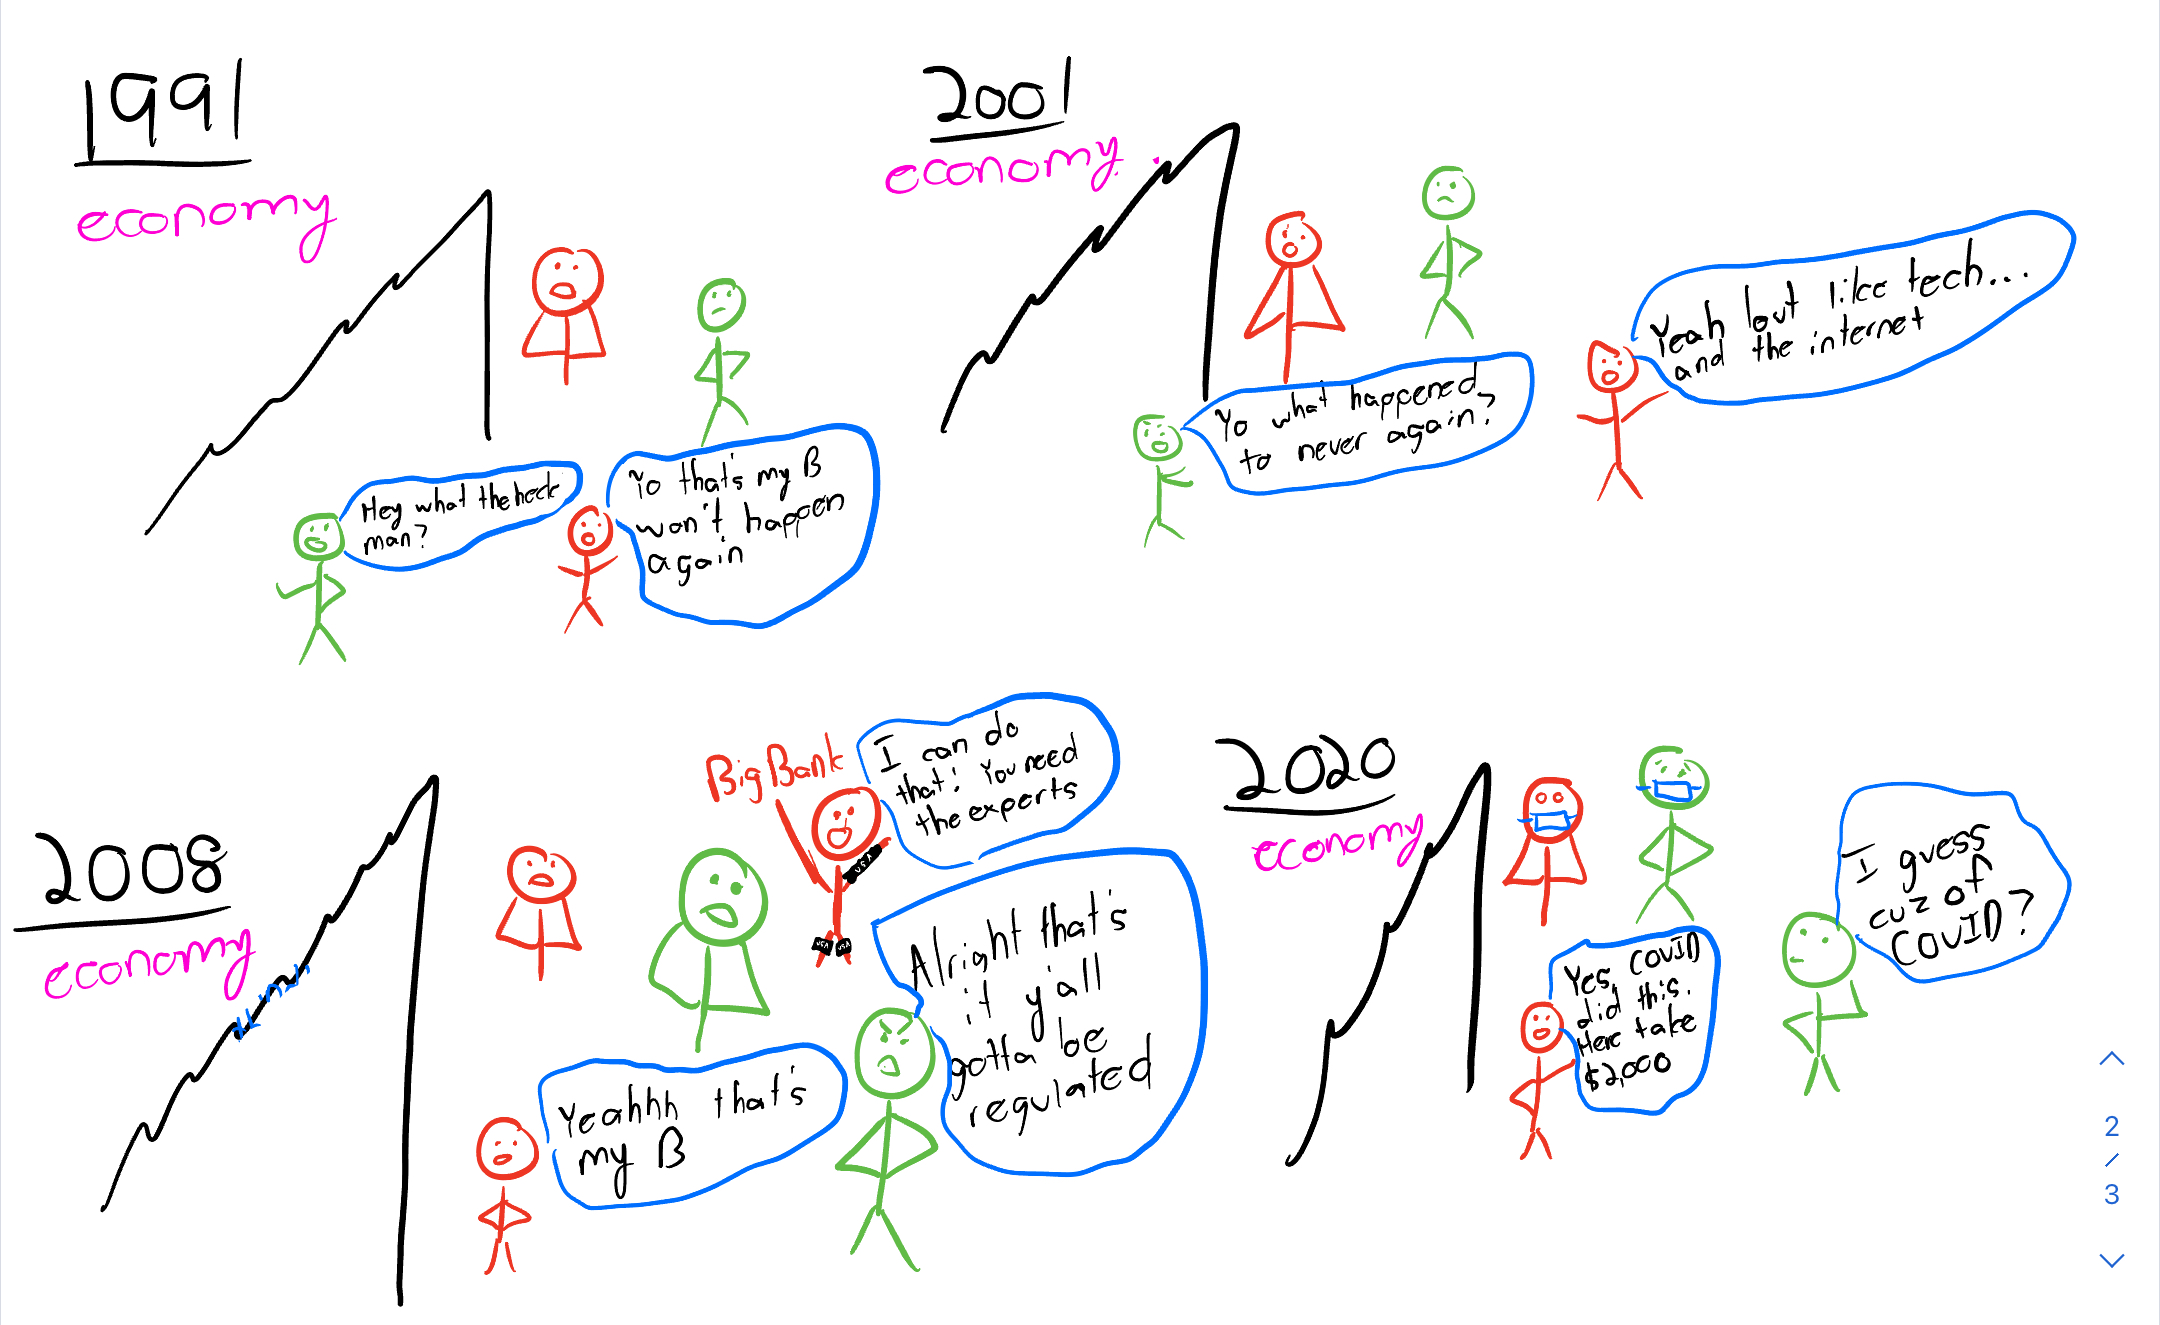 1991
economy
Hey what the heck
man?
Yo that's my B
won't happen
again
2001
economy.
Yo what happened
to never again?
Yeah but like tech...
and the internet
2008
economy
Big Bank
I can do
that! You need
the experts
USA
USA
USA
Alright that's
it y'all
gotta be
regulated
Yeahhh that's
my B
2020
economy
Yes, COVID
did this.
Here take
$2,000
I guess
cuz of
COVID?
2
/
3